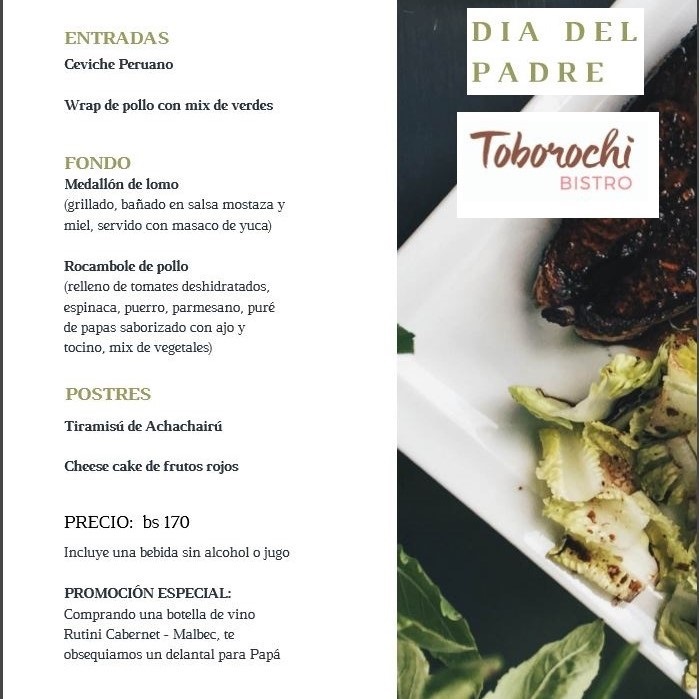 ENTRADAS
Ceviche Peruano
Wrap de pollo con mix de verdes
FONDO
Medallón de lomo
(grillado, bañado en salsa mostaza y
miel, servido con masaco de yuca)
Rocambole de pollo
(relleno de tomates deshidratados,
espinaca, puerro, parmesano, puré
de papas saborizado con ajo y
tocino, mix de vegetales)
POSTRES
Tiramisú de Achachairú
Cheese cake de frutos rojos
PRECIO: bs 170
Incluye una bebida sin alcohol o jugo
PROMOCIÓN ESPECIAL:
Comprando una botella de vino
Rutini Cabernet - Malbec, te
obsequiamos un delantal para Papá
DIA DEL
PADRE
Toborochi
BISTRO